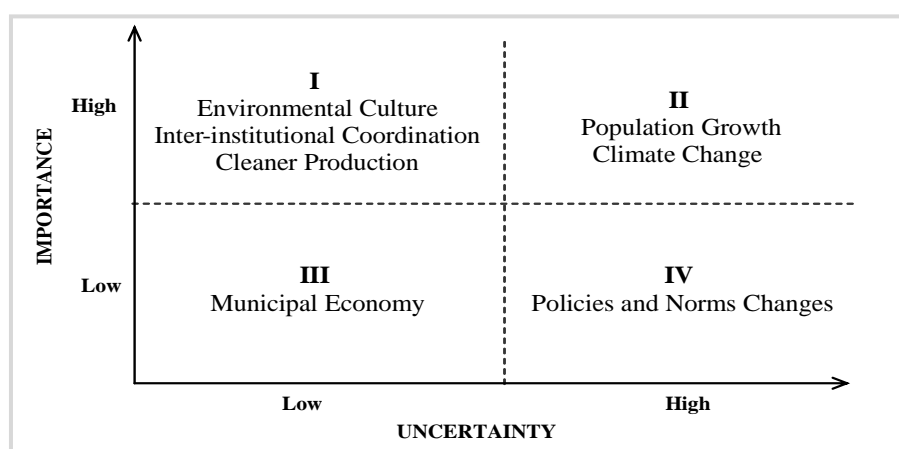 I
Environmental Culture
Inter-institutional Coordination
Cleaner Production
II
Population Growth
Climate Change
High
IMPORTANCE
Low
III
Municipal Economy
IV
Policies and Norms Changes
Low
High
UNCERTAINTY